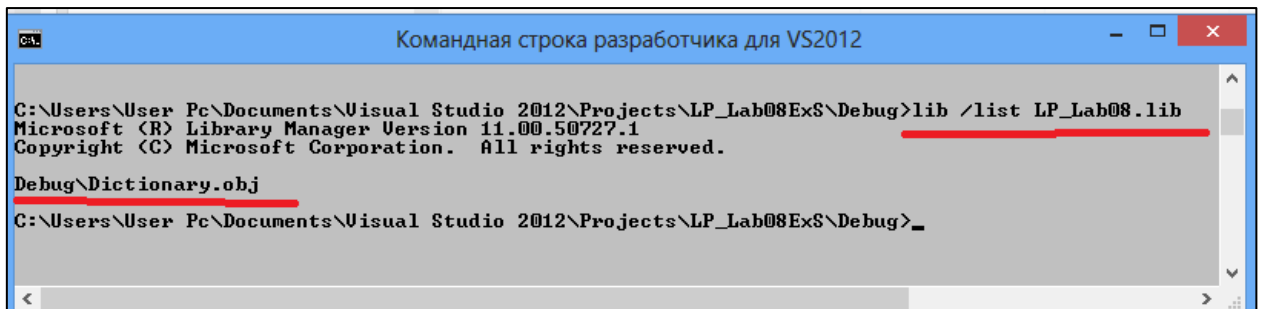 C:\.
Командная строка разработчика для VS2012
C:\Users\User Pc\Documents\Visual Studio 2012\Projects\LP_Lab08ExS\Debug>lib /list LP_Lab08.lib
Microsoft (R) Library Manager Version 11.00.50727.1
Copyright (C) Microsoft Corporation.  All rights reserved.
Debug\Dictionary.obj
C:\Users\User Pc\Documents\Visual Studio 2012\Projects\LP_Lab08ExS\Debug>_